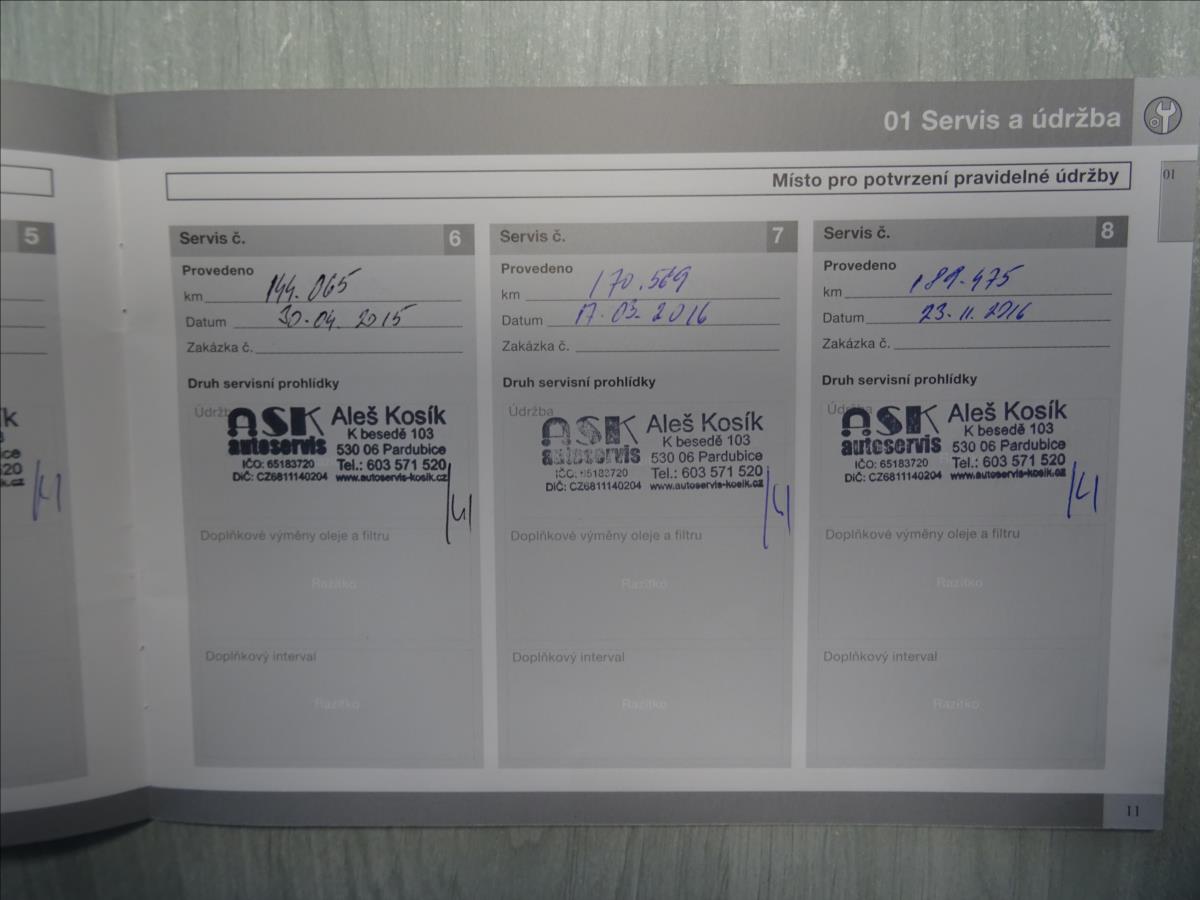 01 Servis a údržba
01
Místo pro potvrzení pravidelné údržby
5
Servis č. 6
Provedeno
km 144.065
Datum 30.04. 2015
Zakázka č.
Druh servisní prohlídky
Údržba
ASK
autoservis
IČO: 65183720
DIČ: CZ6811140204
Aleš Kosík
K besedě 103
530 06 Pardubice
Tel.: 603 571 520
www.autoservis-kosik.cz
Doplňkové výměny oleje a filtru
Razítko
Doplňkový interval
Razítko
Servis č. 7
Provedeno
km 170.569
Datum 17.03.2016
Zakázka č.
Druh servisní prohlídky
Údržba
ASK
autoservis
IČO: 65183720
DIČ: CZ6811140204
Aleš Kosík
K besedě 103
530 06 Pardubice
Tel.: 603 571 520
www.autoservis-kosik.cz
Doplňkové výměny oleje a filtru
Razítko
Doplňkový interval
Razítko
Servis č. 8
Provedeno
km 189.475
Datum 23.11.2016
Zakázka č.
Druh servisní prohlídky
Údržba
ASK
autoservis
IČO: 65183720
DIČ: CZ6811140204
Aleš Kosík
K besedě 103
530 06 Pardubice
Tel.: 603 571 520
www.autoservis-kosik.cz
Doplňkové výměny oleje a filtru
Razítko
Doplňkový interval
Razítko
11